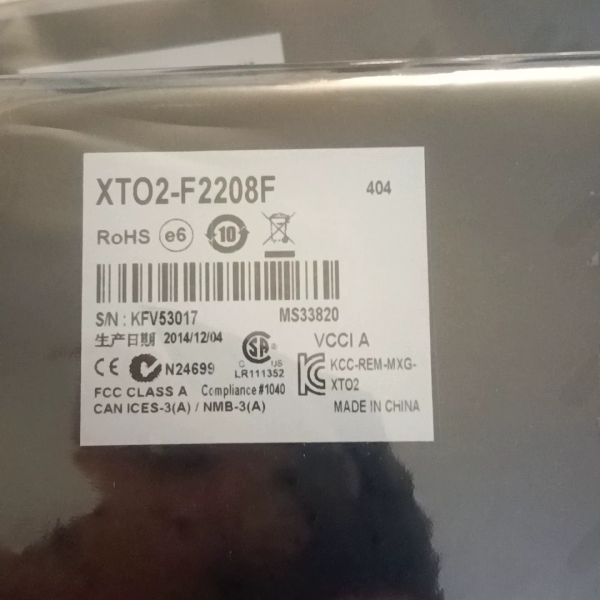 XTO2-F2208F
404
RoHS e6 10
S/N : KFV53017 MS33820
生产日期 2014/12/04
CE N24699 C SA US VCCI A
LR111352 KCC-REM-MXG-
XTO2
FCC CLASS A Compliance #1040
CAN ICES-3(A) / NMB-3(A) MADE IN CHINA